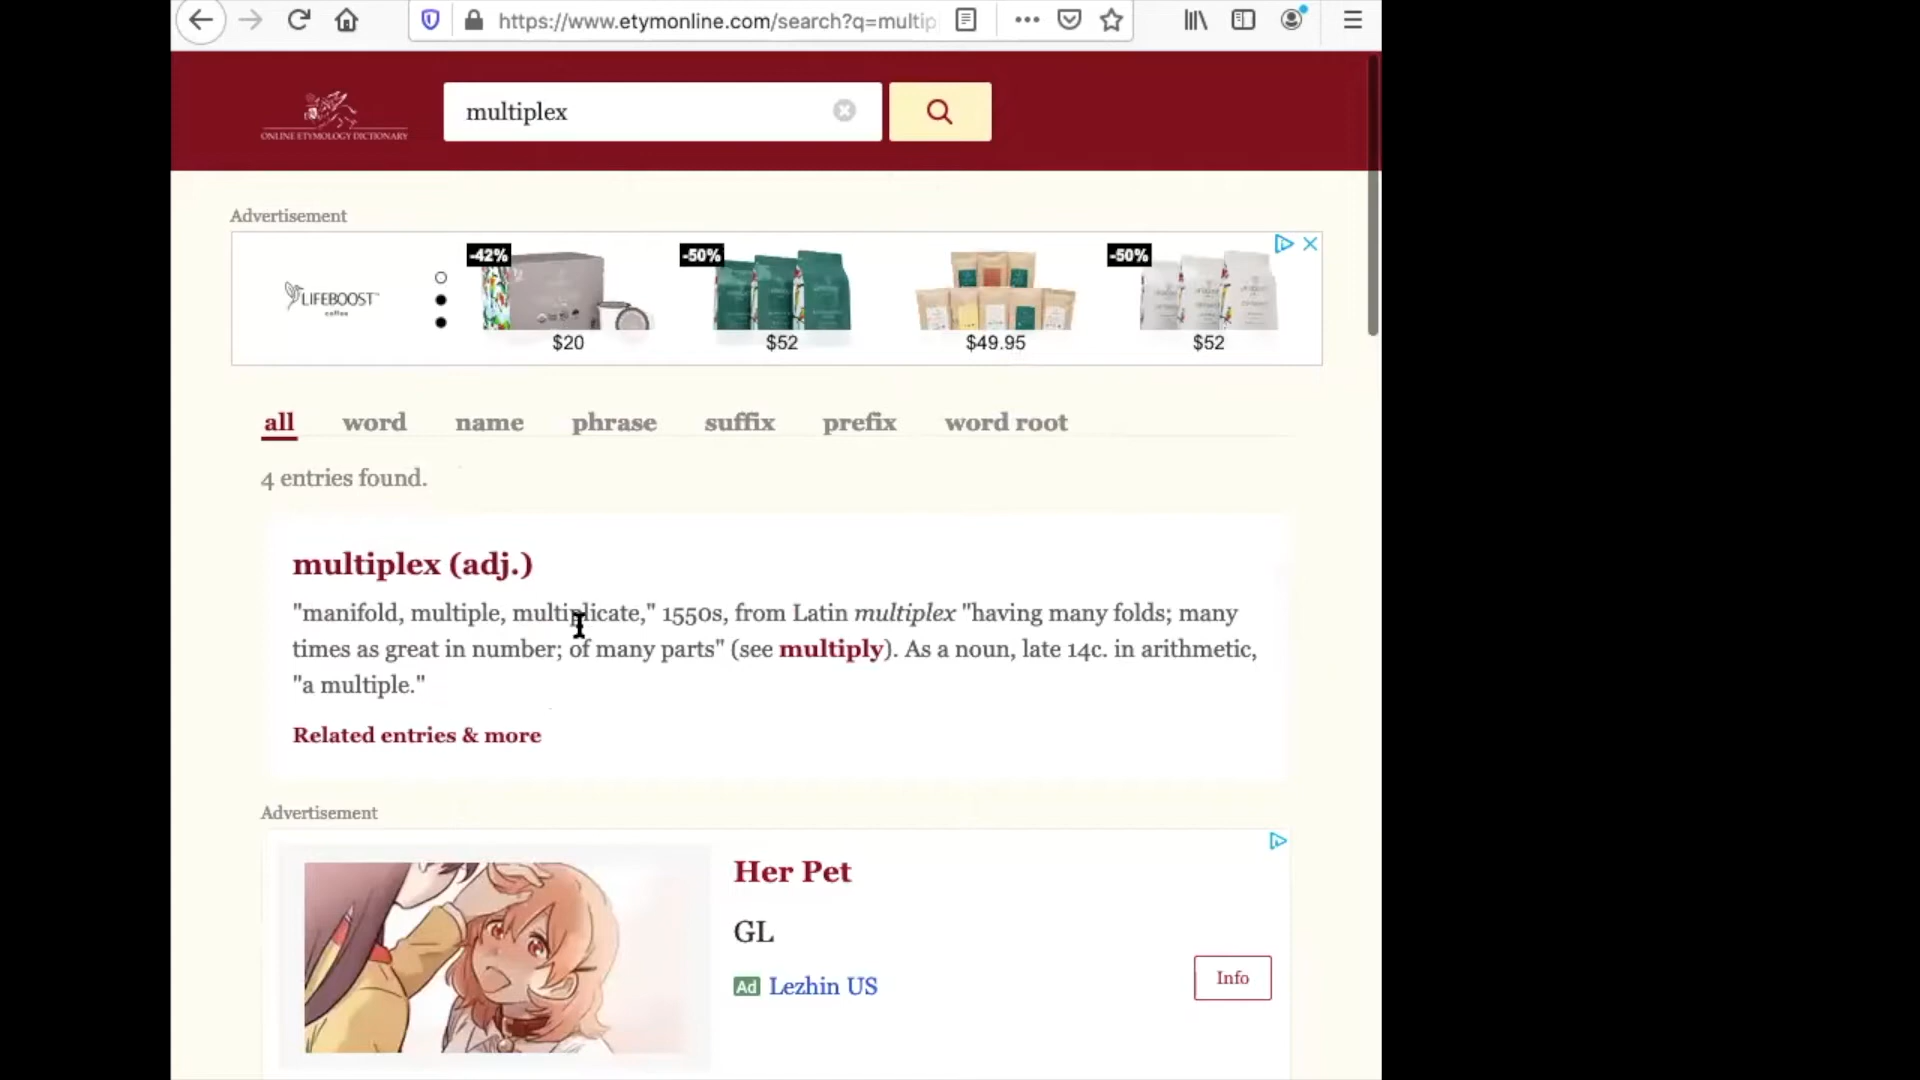 https://www.etymonline.com/search?q=multip
ONLINE ETYMOLOGY DICTIONARY
multiplex
Advertisement
LIFEBOOST
coffee
-42%
-50%
-50%
$20
$52
$49.95
$52
all word name phrase suffix prefix word root
4 entries found.
multiplex (adj.)
"manifold, multiple, multiplicate," 1550s, from Latin multiplex "having many folds; many
times as great in number; of many parts" (see multiply). As a noun, late 14c. in arithmetic,
"a multiple."
Related entries & more
Advertisement
Her Pet
GL
Ad Lezhin US
Info